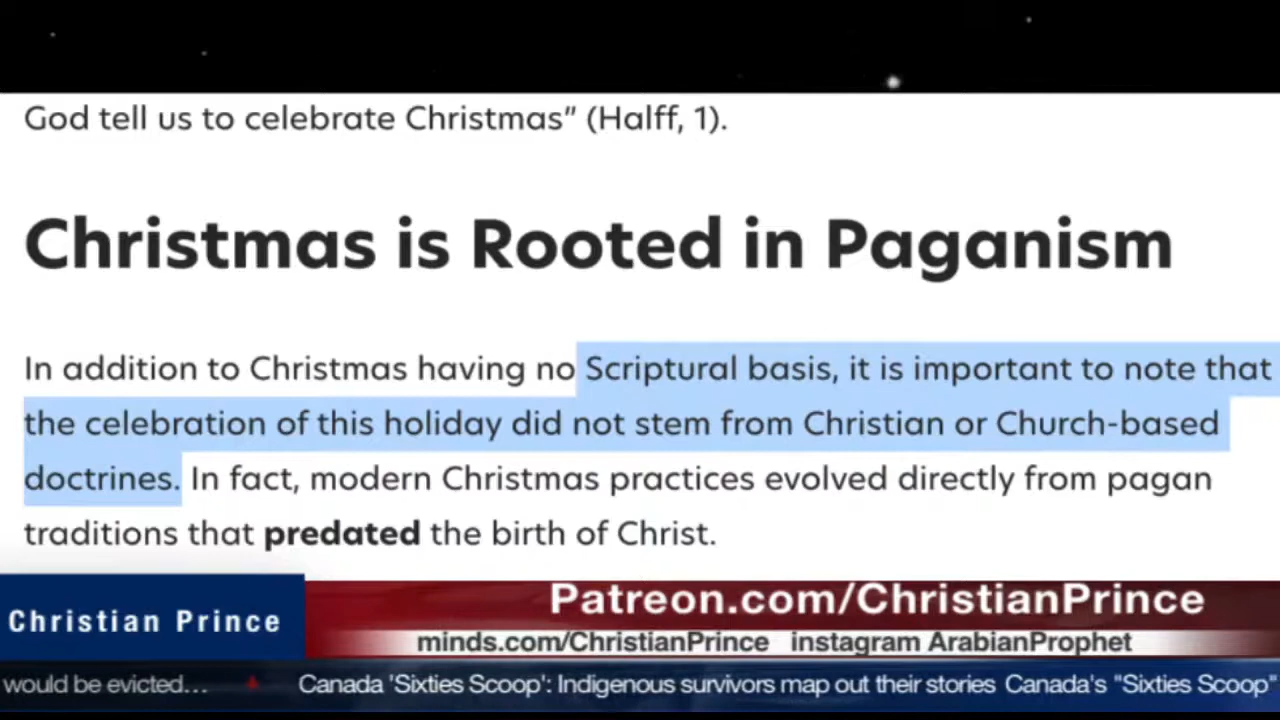 God tell us to celebrate Christmas” (Halff, 1).
Christmas is Rooted in Paganism
In addition to Christmas having no Scriptural basis, it is important to note that
the celebration of this holiday did not stem from Christian or Church-based
doctrines. In fact, modern Christmas practices evolved directly from pagan
traditions that predated the birth of Christ.
Christian Prince
Patreon.com/ChristianPrince
minds.com/ChristianPrince instagram ArabianProphet
would be evicted... Canada 'Sixties Scoop': Indigenous survivors map out their stories Canada's "Sixties Scoop"